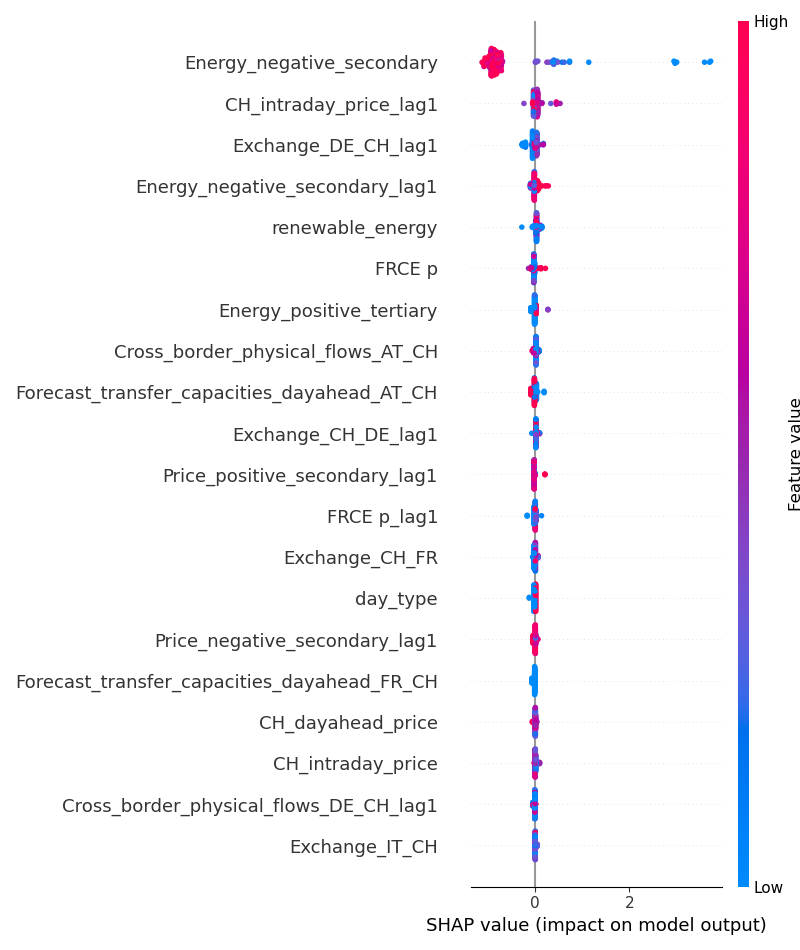 High
Energy_negative_secondary
CH_intraday_price_lag1
Exchange_DE_CH_lag1
Energy_negative_secondary_lag1
renewable_energy
FRCE p
Energy_positive_tertiary
Cross_border_physical_flows_AT_CH
Forecast_transfer_capacities_dayahead_AT_CH
Exchange_CH_DE_lag1
Price_positive_secondary_lag1
FRCE p_lag1
Exchange_CH_FR
day_type
Price_negative_secondary_lag1
Forecast_transfer_capacities_dayahead_FR_CH
CH_dayahead_price
CH_intraday_price
Cross_border_physical_flows_DE_CH_lag1
Exchange_IT_CH
Feature value
Low
0 2
SHAP value (impact on model output)